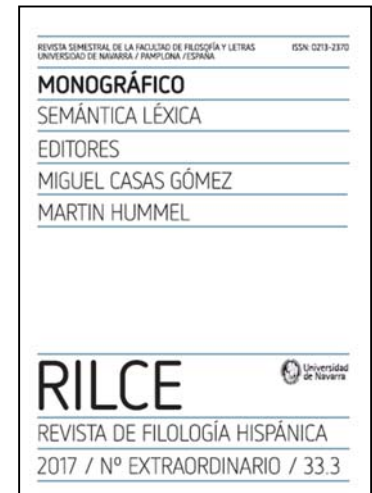 REVISTA SEMESTRAL DE LA FACULTAD DE FILOSOFÍA Y LETRAS
UNIVERSIDAD DE NAVARRA / PAMPLONA /ESPAÑA
ISSN: 0213-2370
MONOGRÁFICO
SEMÁNTICA LÉXICA
EDITORES
MIGUEL CASAS GÓMEZ
MARTIN HUMMEL
RILCE
Universidad
de Navarra
REVISTA DE FILOLOGÍA HISPÁNICA
2017 / Nº EXTRAORDINARIO / 33.3